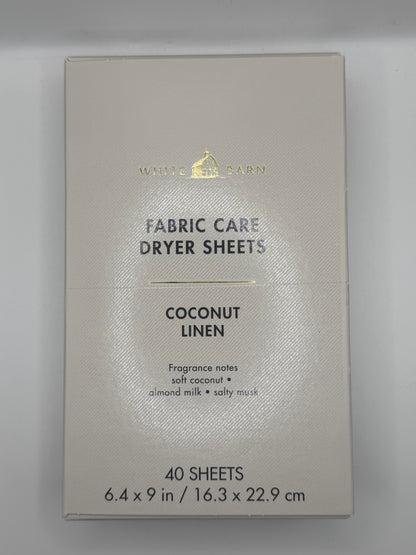 WHITE BARN
FABRIC CARE
DRYER SHEETS
COCONUT
LINEN
Fragrance notes
soft coconut •
almond milk • salty musk
40 SHEETS
6.4 x 9 in / 16.3 x 22.9 cm